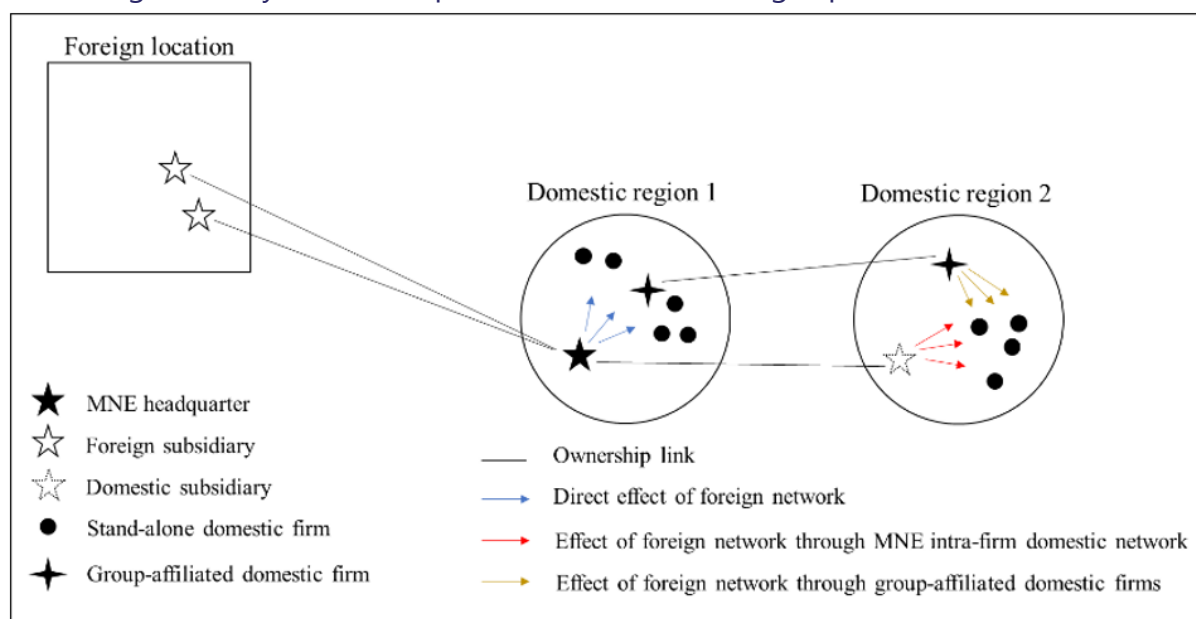 Foreign location
Domestic region 1
Domestic region 2
MNE headquarter
Foreign subsidiary
Domestic subsidiary
Stand-alone domestic firm
Group-affiliated domestic firm
Ownership link
Direct effect of foreign network
Effect of foreign network through MNE intra-firm domestic network
Effect of foreign network through group-affiliated domestic firms